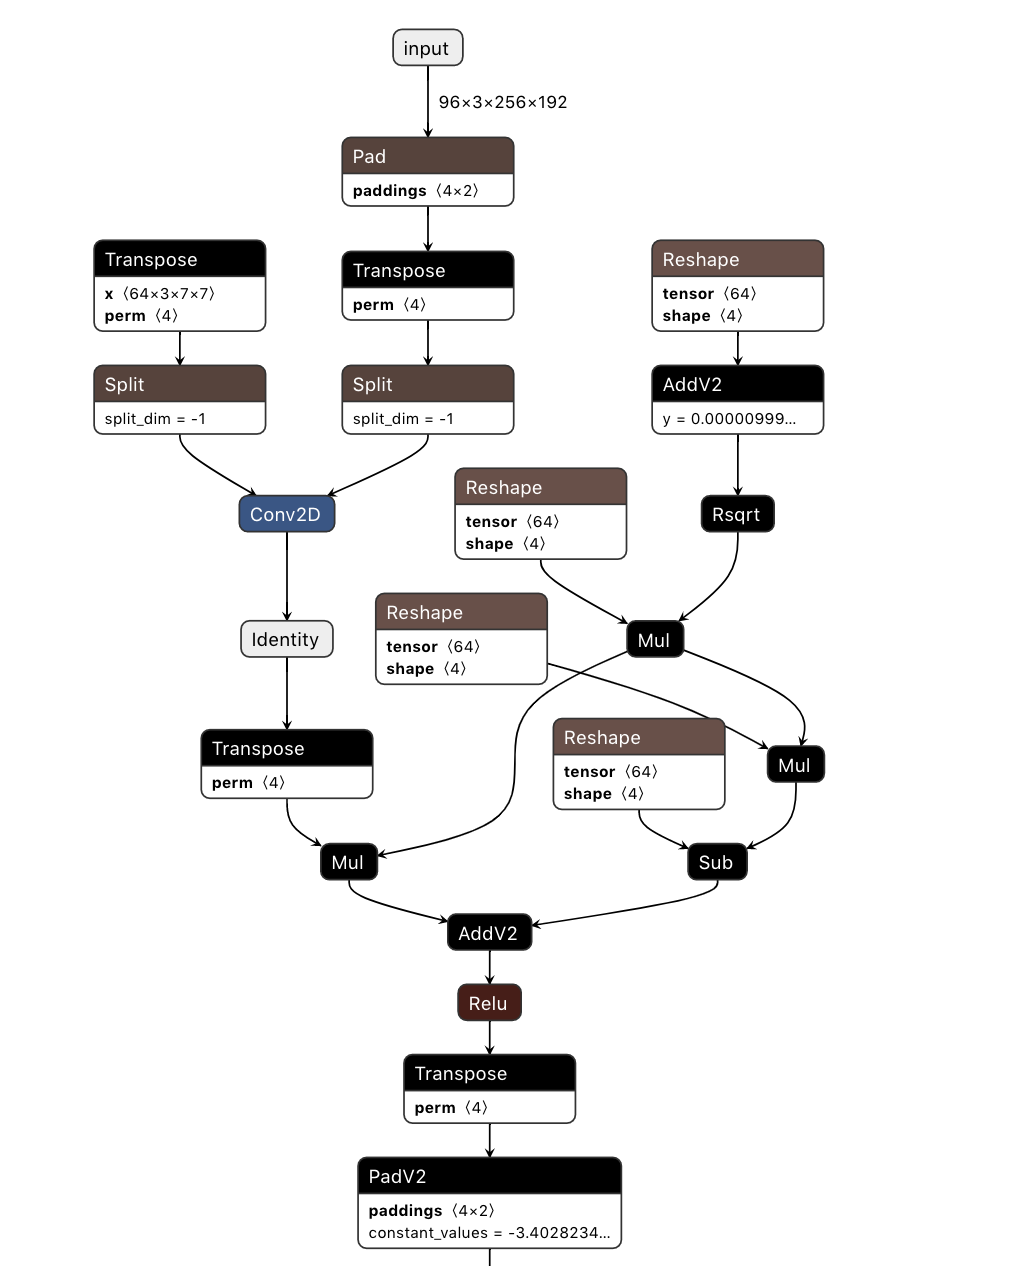 input
96×3×256×192
Pad
paddings 〈4×2〉
Transpose
x 〈64×3×7×7〉
perm 〈4〉
Transpose
perm 〈4〉
Reshape
tensor 〈64〉
shape 〈4〉
Split
split_dim = -1
Split
split_dim = -1
AddV2
y = 0.00000999…
Reshape
tensor 〈64〉
shape 〈4〉
Conv2D
Rsqrt
Reshape
tensor 〈64〉
shape 〈4〉
Identity
Mul
Reshape
tensor 〈64〉
shape 〈4〉
Transpose
perm 〈4〉
Mul
Mul
Sub
AddV2
Relu
Transpose
perm 〈4〉
PadV2
paddings 〈4×2〉
constant_values = -3.4028234…